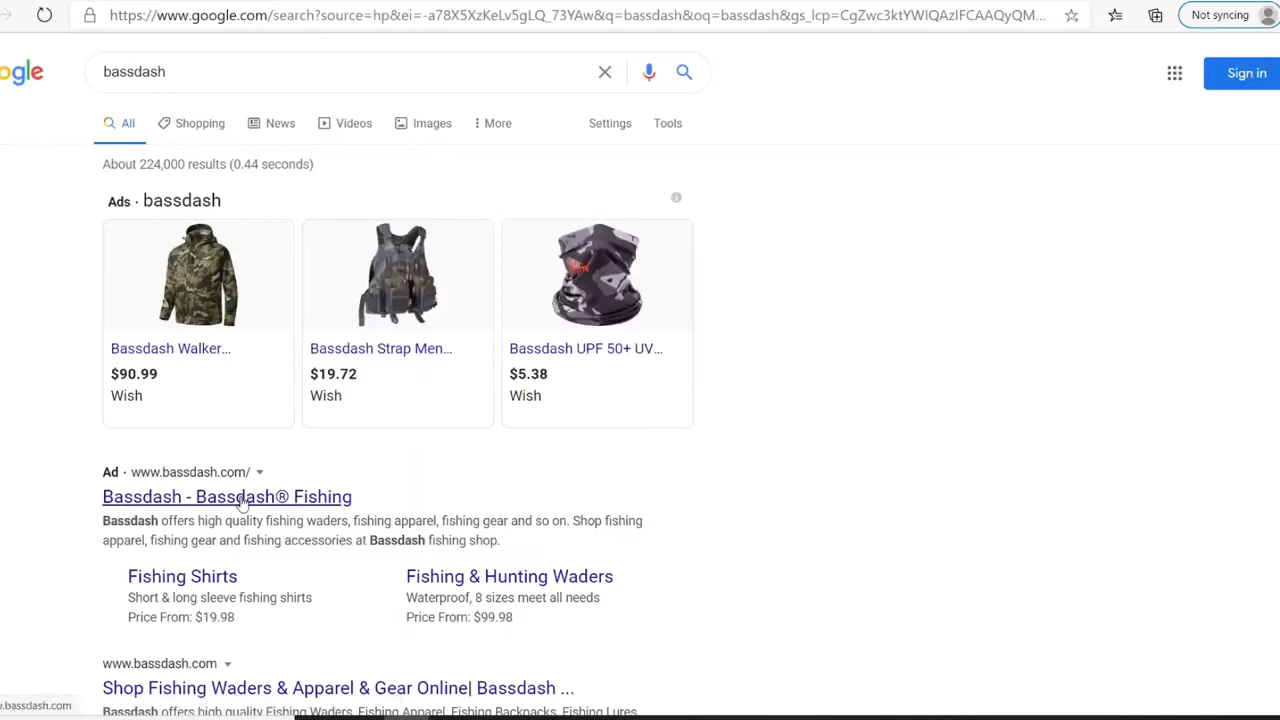 https://www.google.com/search?source=hp&ei=-a78X5XzKeLv5gLQ_73YAw&q=bassdash&oq=bassdash&gs_lcp=CgZwc3ktYWIQAzIFCAAQyQM...
Not syncing
ogle
bassdash
Sign in
All
Shopping
News
Videos
Images
More
Settings
Tools
About 224,000 results (0.44 seconds)
Ads · bassdash
Bassdash Walker…
Bassdash Strap Men…
Bassdash UPF 50+ UV…
$90.99
$19.72
$5.38
Wish
Wish
Wish
Ad · www.bassdash.com/
Bassdash - Bassdash® Fishing
Bassdash offers high quality fishing waders, fishing apparel, fishing gear and so on. Shop fishing
apparel, fishing gear and fishing accessories at Bassdash fishing shop.
Fishing Shirts
Fishing & Hunting Waders
Short & long sleeve fishing shirts
Waterproof, 8 sizes meet all needs
Price From: $19.98
Price From: $99.98
www.bassdash.com
Shop Fishing Waders & Apparel & Gear Online| Bassdash ...
.bassdash.com
Bassdash offers high quality Fishing Waders, Fishing Apparel, Fishing Backpacks, Fishing Lures,